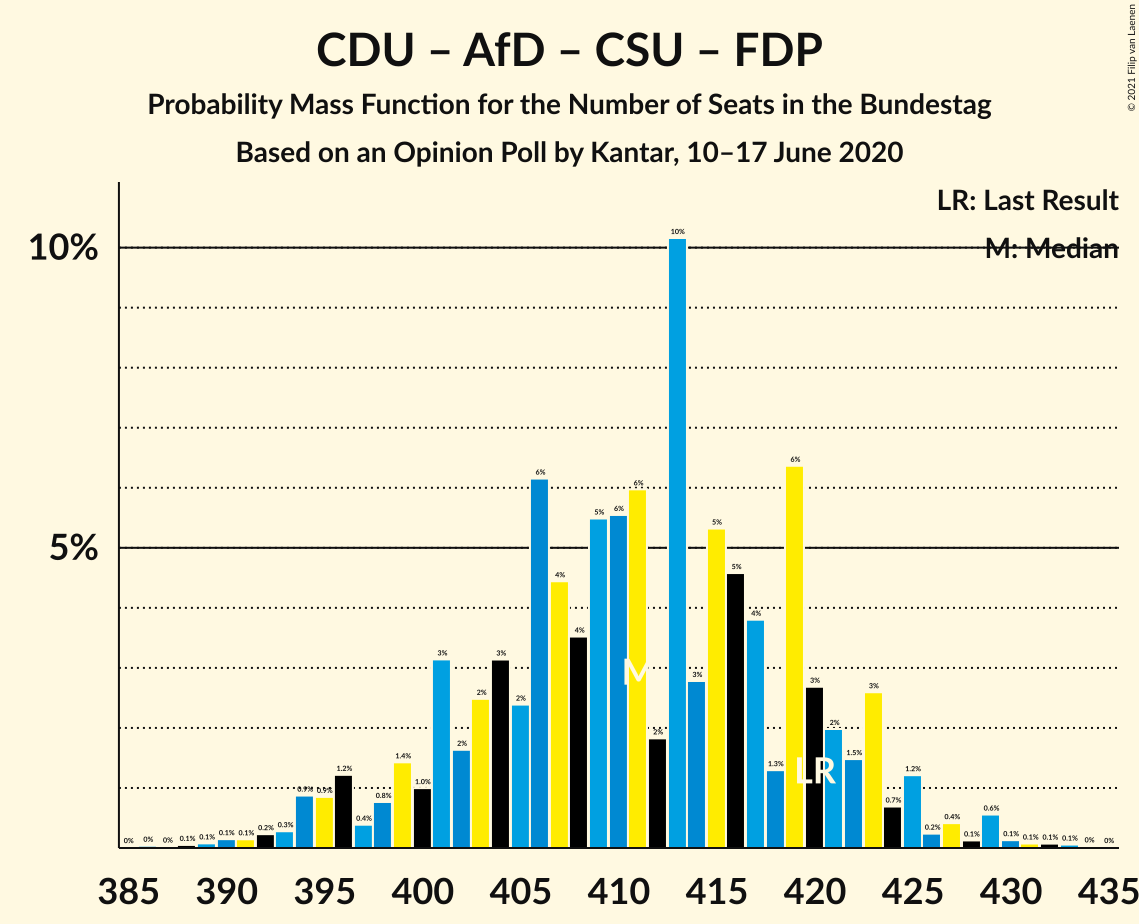 CDU – AfD – CSU – FDP
Probability Mass Function for the Number of Seats in the Bundestag
Based on an Opinion Poll by Kantar, 10–17 June 2020
© 2021 Filip van Laenen
LR: Last Result
M: Median
10%
5%
0% 0% 0% 0.1% 0.1% 0.1% 0.1% 0.2% 0.3% 0.9% 0.9% 1.2% 0.4% 0.8% 1.4% 1.0% 3% 2% 2% 3% 2% 6% 4% 4% 5% 6% 6% 2% 10% 3% 5% 5% 4% 1.3% 6% 3% 2% 1.5% 3% 0.7% 1.2% 0.2% 0.4% 0.1% 0.6% 0.1% 0.1% 0.1% 0.1% 0% 0%
M
LR
385 390 395 400 405 410 415 420 425 430 435